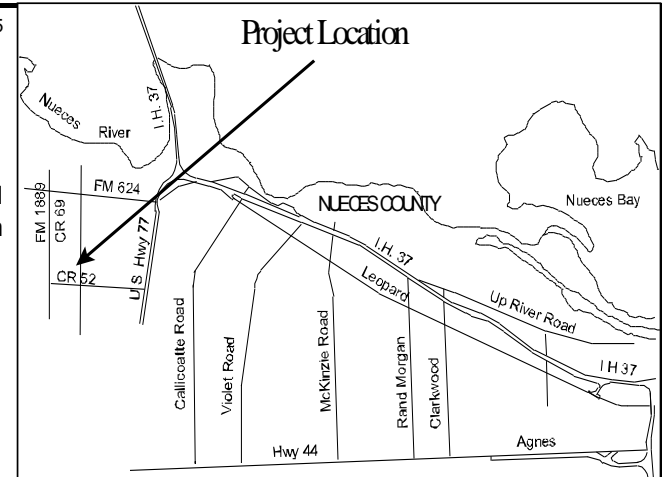 5
Project Location
Nueces
River
I.H. 37
FM 624
FM 1889
CR 69
U.S. Hwy 77
CR 52
NUECES COUNTY
Nueces Bay
I.H. 37
Leopard
Up River Road
Callicoatte Road
Violet Road
McKinzie Road
Rand Morgan
Clarkwood
I H 37
Hwy 44
Agnes